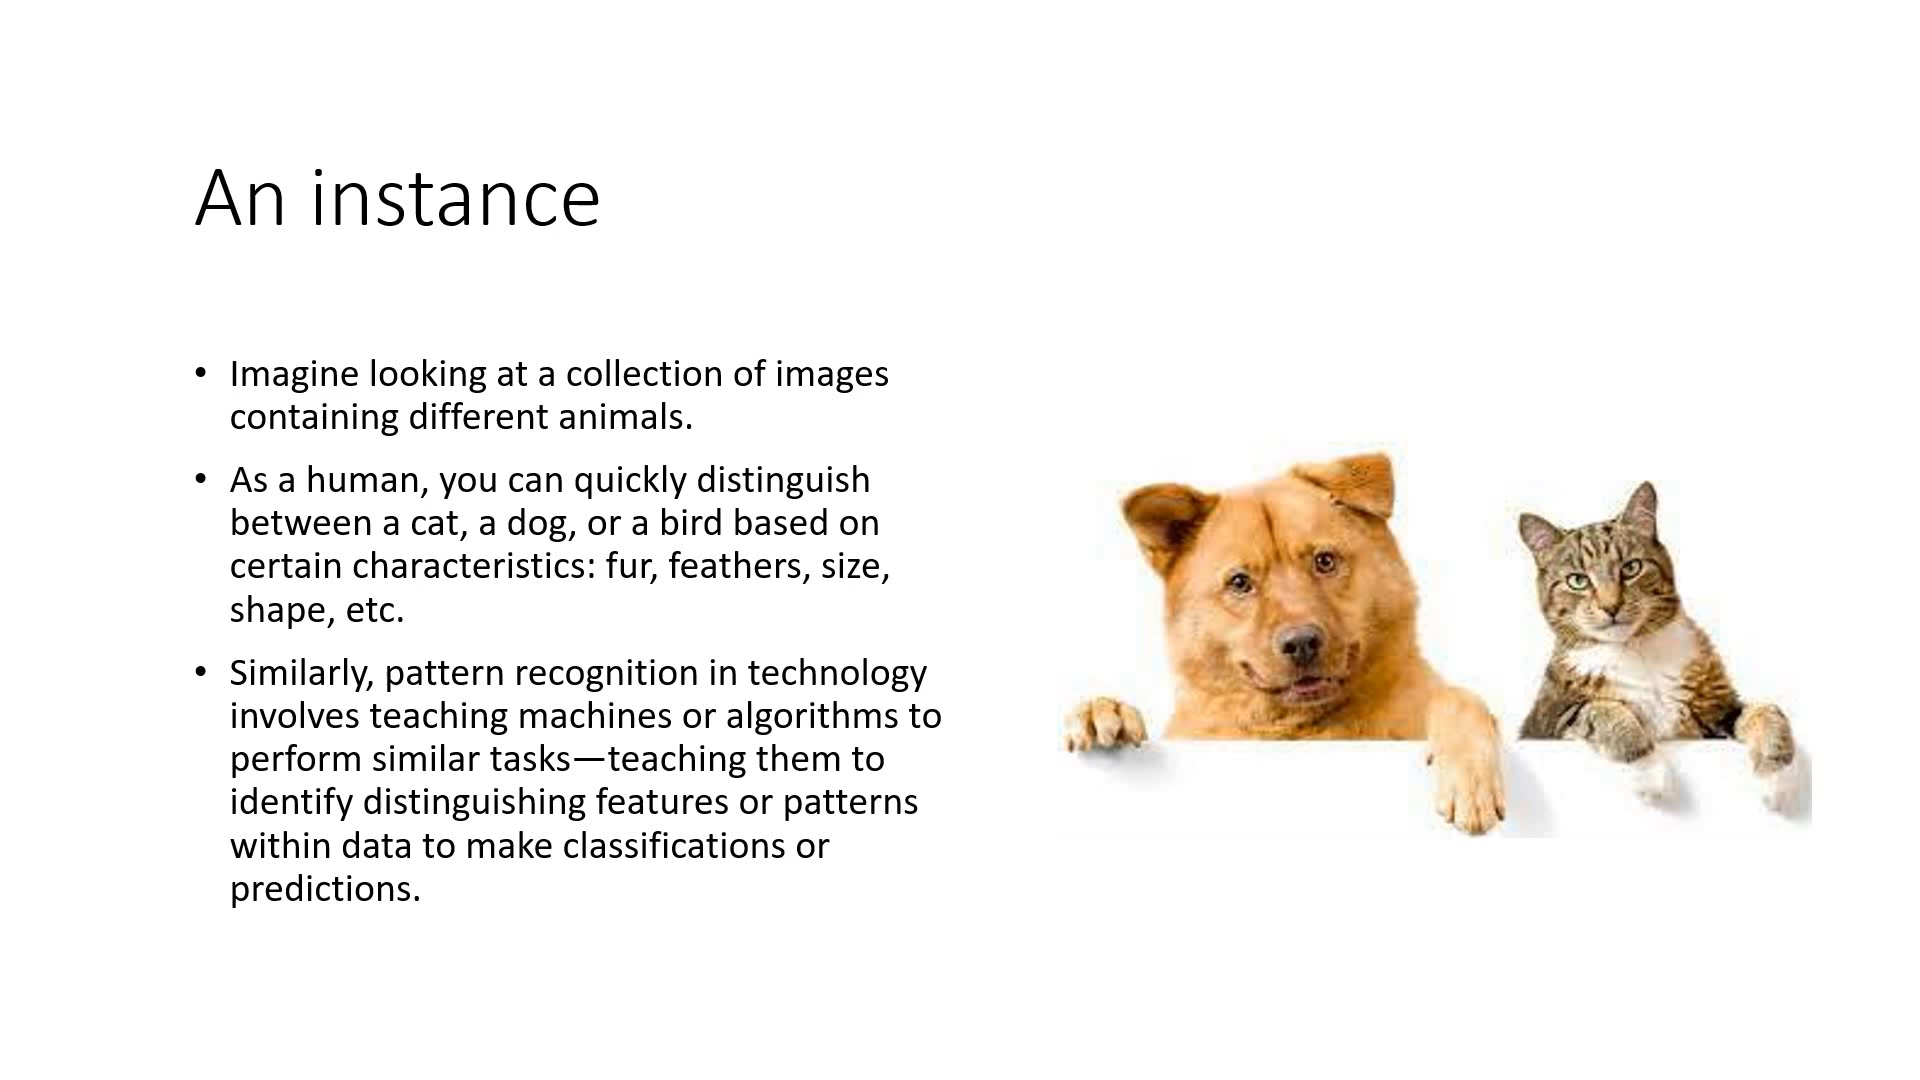 An instance
• Imagine looking at a collection of images
containing different animals.
• As a human, you can quickly distinguish
between a cat, a dog, or a bird based on
certain characteristics: fur, feathers, size,
shape, etc.
• Similarly, pattern recognition in technology
involves teaching machines or algorithms to
perform similar tasks—teaching them to
identify distinguishing features or patterns
within data to make classifications or
predictions.